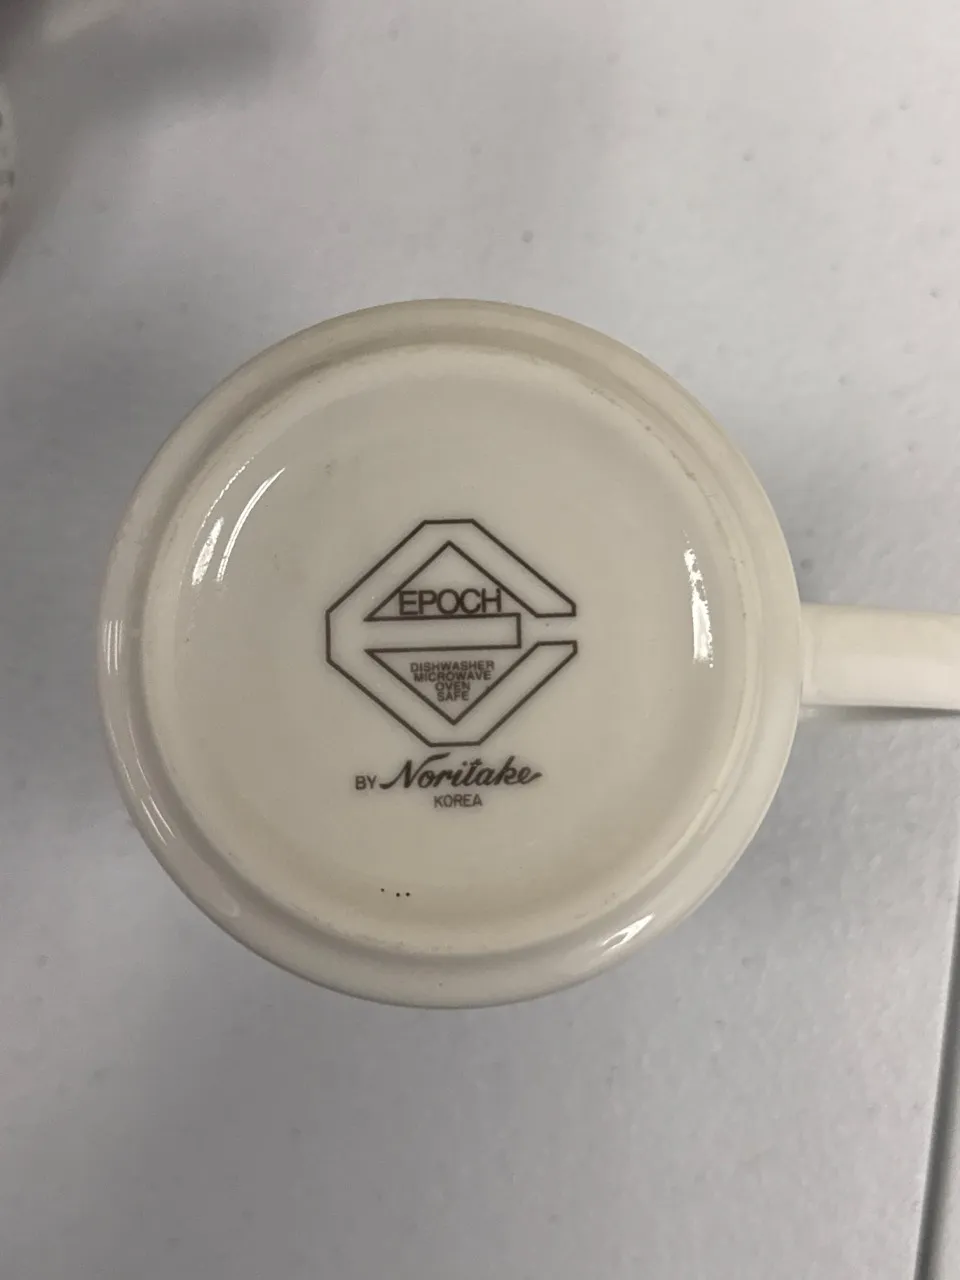 EPOCH
DISHWASHER
MICROWAVE
OVEN
SAFE
BY Noritake
KOREA